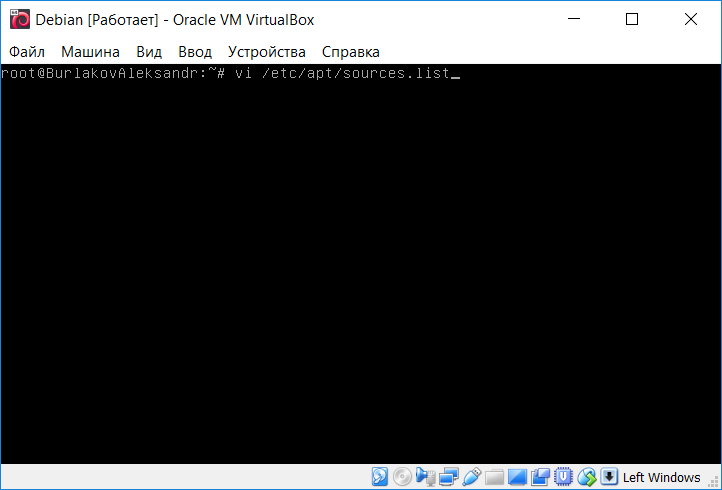 Debian [Работает] - Oracle VM VirtualBox
Файл Машина Вид Ввод Устройства Справка
root@BurlakovAleksandr:~# vi /etc/apt/sources.list_
Left Windows